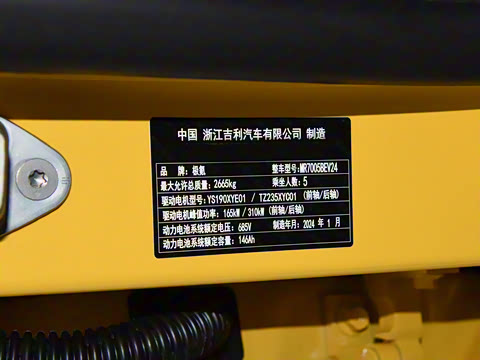 中国 浙江吉利汽车有限公司 制造
品 牌：极氪 整车型号：MR7005BEV24
最大允许总质量：2665kg 乘坐人数：5
驱动电机型号：YS190XYE01 / TZ235XYC01 (前轴/后轴)
驱动电机峰值功率：165kW / 310kW (前轴/后轴)
动力电池系统额定电压：685V 制造年月：2024 年 1 月
动力电池系统额定容量：146Ah